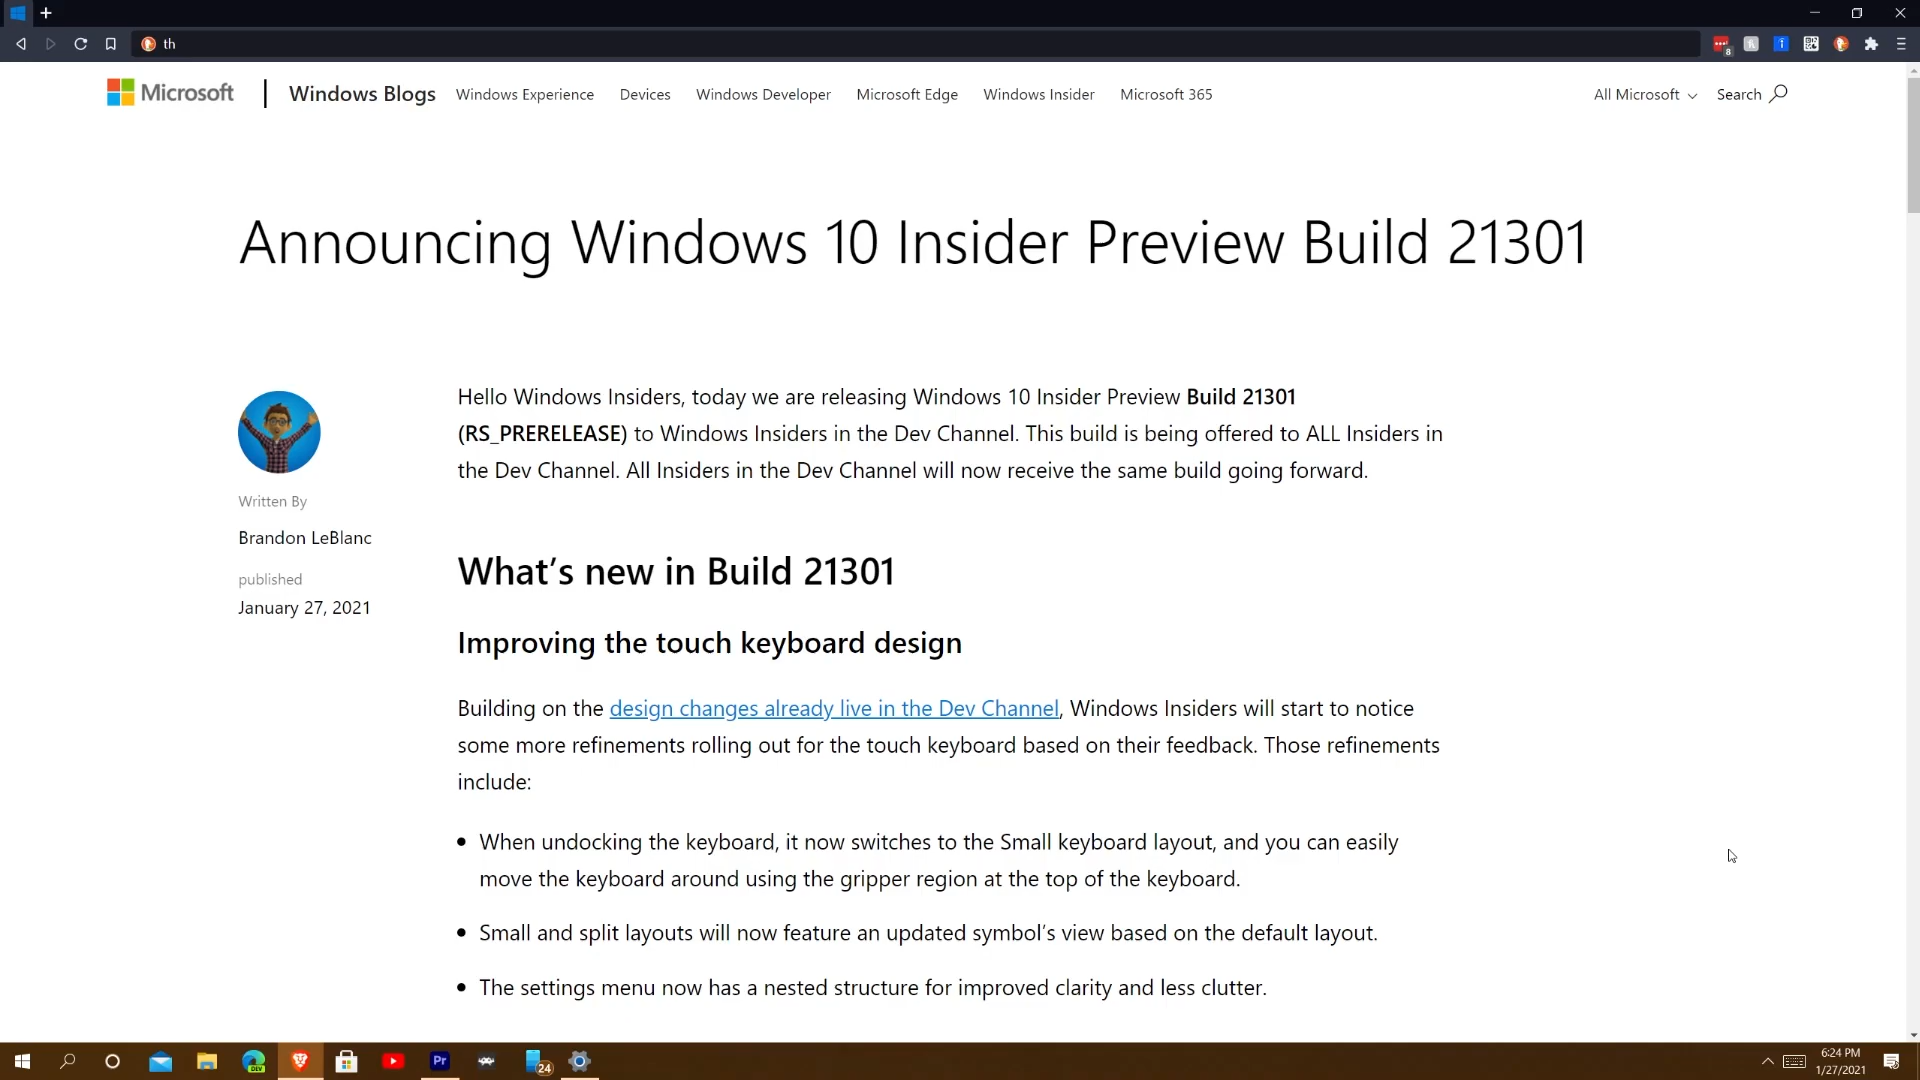 th
8
Microsoft
Windows Blogs Windows Experience Devices Windows Developer Microsoft Edge Windows Insider Microsoft 365
All Microsoft Search
Announcing Windows 10 Insider Preview Build 21301
Written By
Brandon LeBlanc
published
January 27, 2021
Hello Windows Insiders, today we are releasing Windows 10 Insider Preview Build 21301
(RS_PRERELEASE) to Windows Insiders in the Dev Channel. This build is being offered to ALL Insiders in
the Dev Channel. All Insiders in the Dev Channel will now receive the same build going forward.
What’s new in Build 21301
Improving the touch keyboard design
Building on the design changes already live in the Dev Channel, Windows Insiders will start to notice
some more refinements rolling out for the touch keyboard based on their feedback. Those refinements
include:
When undocking the keyboard, it now switches to the Small keyboard layout, and you can easily
move the keyboard around using the gripper region at the top of the keyboard.
Small and split layouts will now feature an updated symbol’s view based on the default layout.
The settings menu now has a nested structure for improved clarity and less clutter.
DEV
Pr
24
6:24 PM
1/27/2021